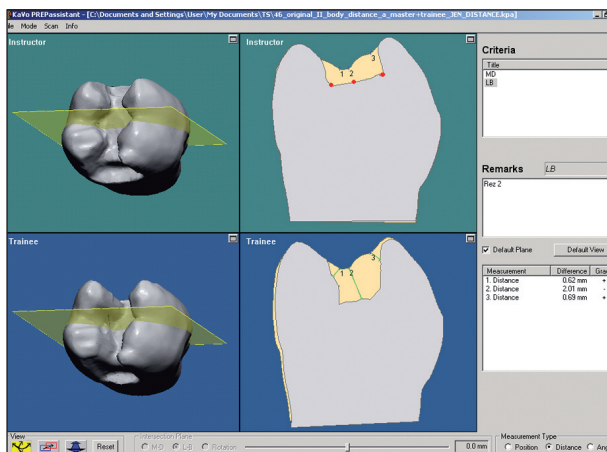 KaVo PREPassistant - [C:\Documents and Settings\User\My Documents\TS\46_original_II_body_distance_a_master+trainee_JEN_DISTANCE.kpa]
File Mode Scan Info
Instructor
Instructor
1 2 3
Criteria
Title
MD
LB
Remarks LB
Rez 2
Trainee
Trainee
1 2 3
Default Plane Default View
Measurement Difference
1. Distance 0.62 mm +
2. Distance 2.01 mm -
3. Distance 0.69 mm +
View
Reset
Intersection Plane
M-D L-B Rotation 0.0 mm
Measurement Type
Position Distance